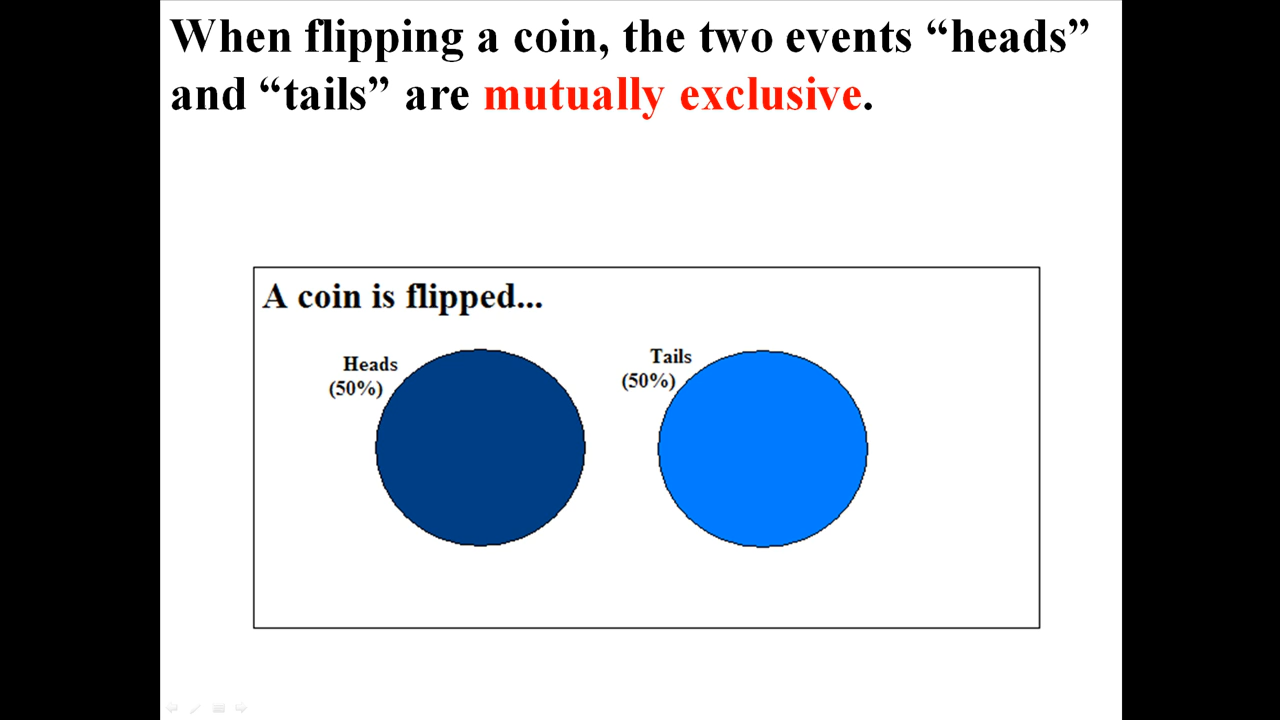 When flipping a coin, the two events “heads”
and “tails” are mutually exclusive.
A coin is flipped...
Heads
(50%)
Tails
(50%)